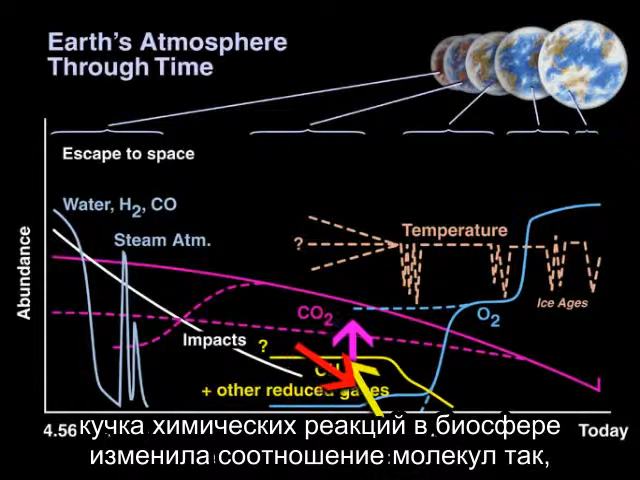 Earth's Atmosphere
Through Time
Escape to space
Water, H₂, CO
Steam Atm.
Temperature
?
Abundance
Ice Ages
CO₂
O₂
Impacts
?
+ other reduced gases
4.56
Today
кучка химических реакций в биосфере
изменила соотношение молекул так,